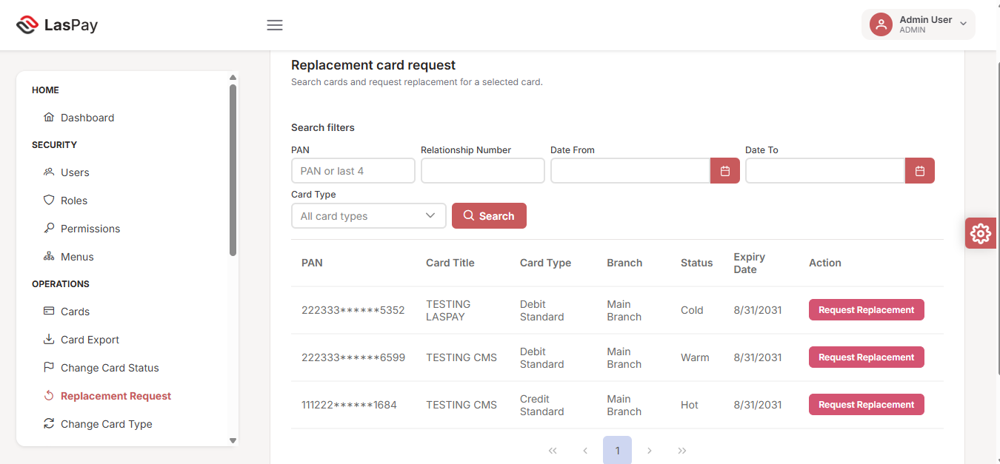 LasPay
Admin User
ADMIN
HOME
Dashboard
SECURITY
Users
Roles
Permissions
Menus
OPERATIONS
Cards
Card Export
Change Card Status
Replacement Request
Change Card Type
Replacement card request
Search cards and request replacement for a selected card.
Search filters
PAN Relationship Number Date From Date To
PAN or last 4
Card Type
All card types Search
PAN Card Title Card Type Branch Status Expiry Date Action
222333******5352 TESTING LASPAY Debit Standard Main Branch Cold 8/31/2031 Request Replacement
222333******6599 TESTING CMS Debit Standard Main Branch Warm 8/31/2031 Request Replacement
111222******1684 TESTING CMS Credit Standard Main Branch Hot 8/31/2031 Request Replacement
« ‹ 1 › »